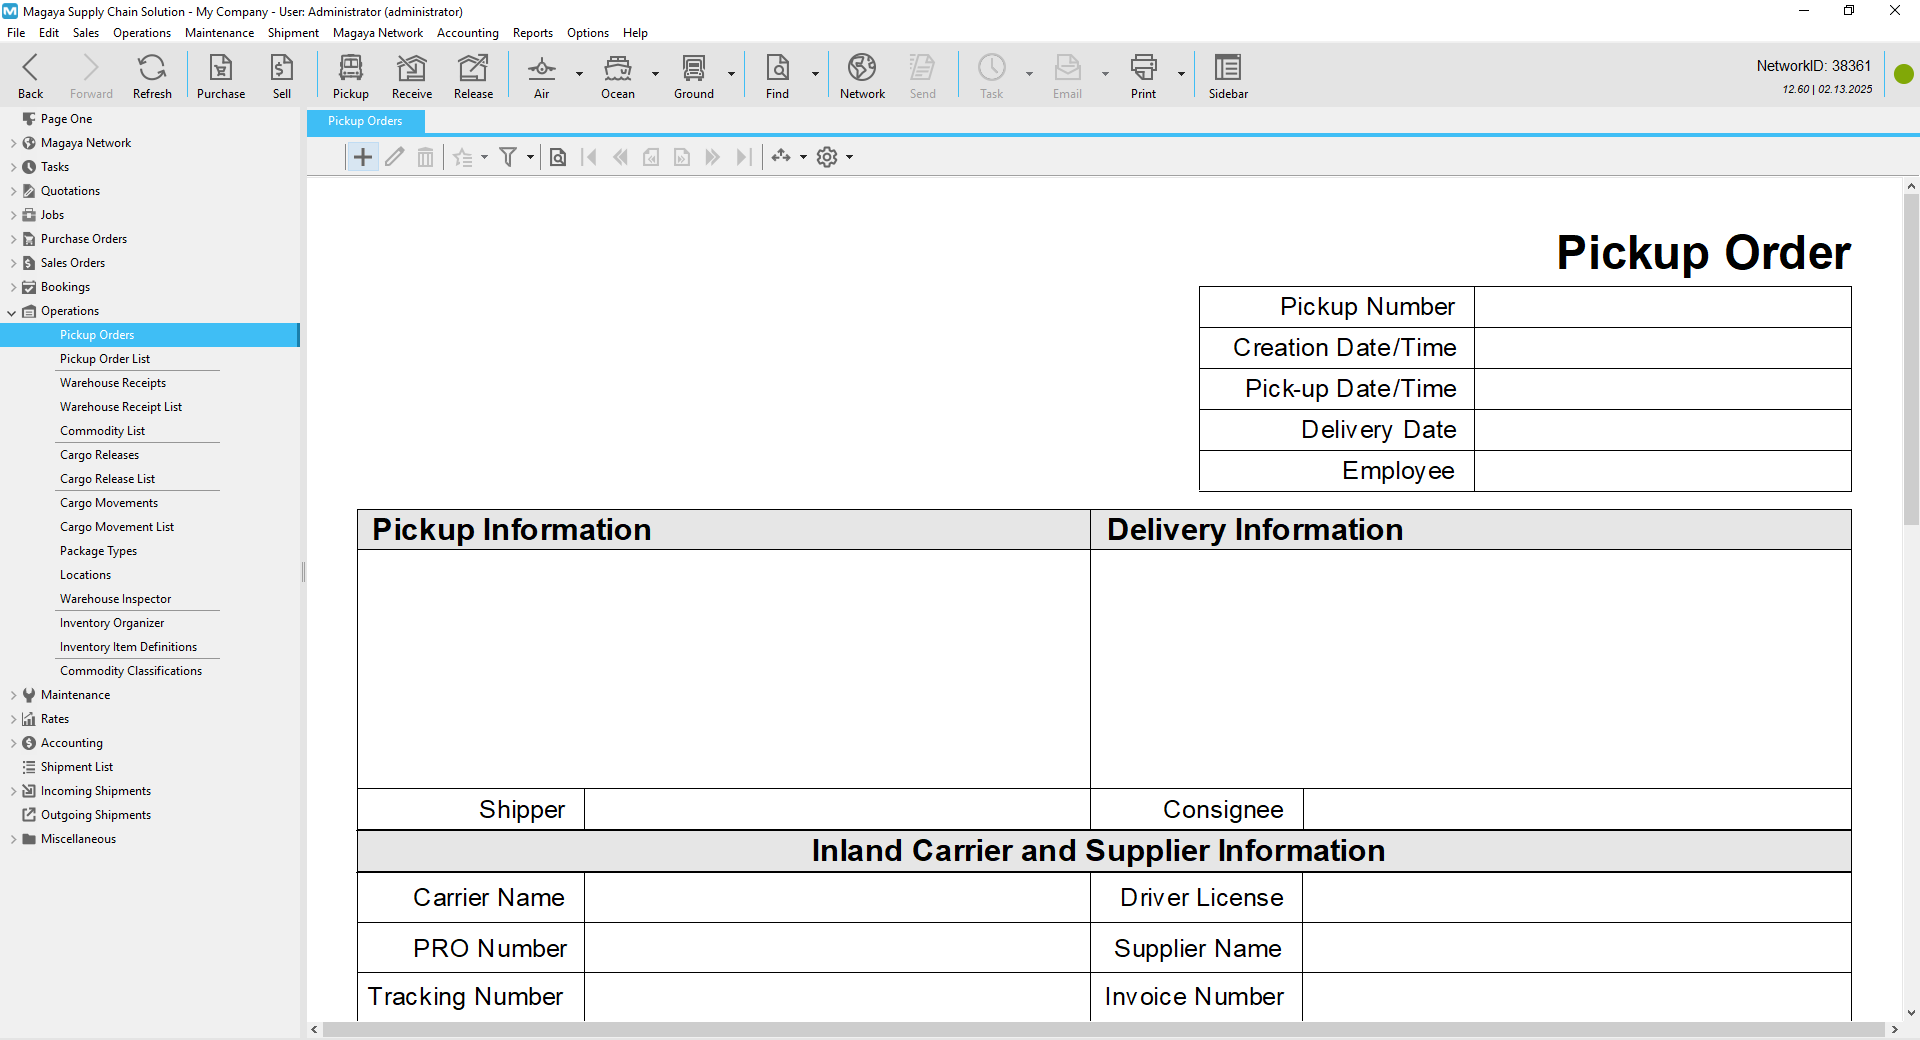 Magaya Supply Chain Solution - My Company - User: Administrator (administrator)
File Edit Sales Operations Maintenance Shipment Magaya Network Accounting Reports Options Help
Back Forward Refresh Purchase Sell Pickup Receive Release Air Ocean Ground Find Network Send Task Email Print Sidebar
NetworkID: 38361
12.60 | 02.13.2025
Page One
Magaya Network
Tasks
Quotations
Jobs
Purchase Orders
Sales Orders
Bookings
Operations
Pickup Orders
Pickup Order List
Warehouse Receipts
Warehouse Receipt List
Commodity List
Cargo Releases
Cargo Release List
Cargo Movements
Cargo Movement List
Package Types
Locations
Warehouse Inspector
Inventory Organizer
Inventory Item Definitions
Commodity Classifications
Maintenance
Rates
Accounting
Shipment List
Incoming Shipments
Outgoing Shipments
Miscellaneous
Pickup Orders
Pickup Order
Pickup Number
Creation Date/Time
Pick-up Date/Time
Delivery Date
Employee
Pickup Information Delivery Information
Shipper Consignee
Inland Carrier and Supplier Information
Carrier Name Driver License
PRO Number Supplier Name
Tracking Number Invoice Number